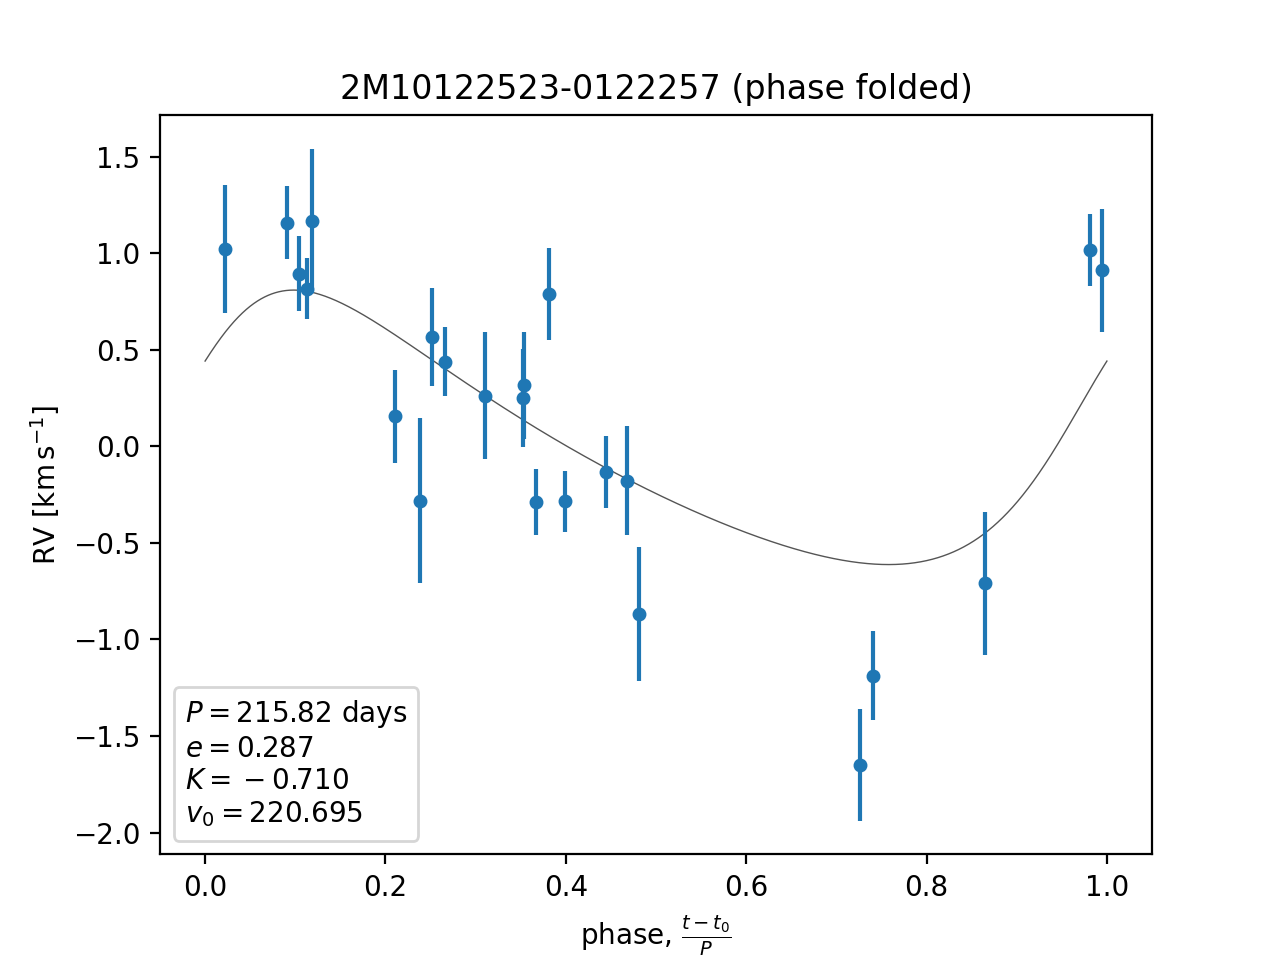 2M10122523-0122257 (phase folded)
RV [km s⁻¹]
1.5
1.0
0.5
0.0
−0.5
−1.0
−1.5
−2.0
P = 215.82 days
e = 0.287
K = −0.710
v₀ = 220.695
0.0 0.2 0.4 0.6 0.8 1.0
phase, (t − t₀)/P